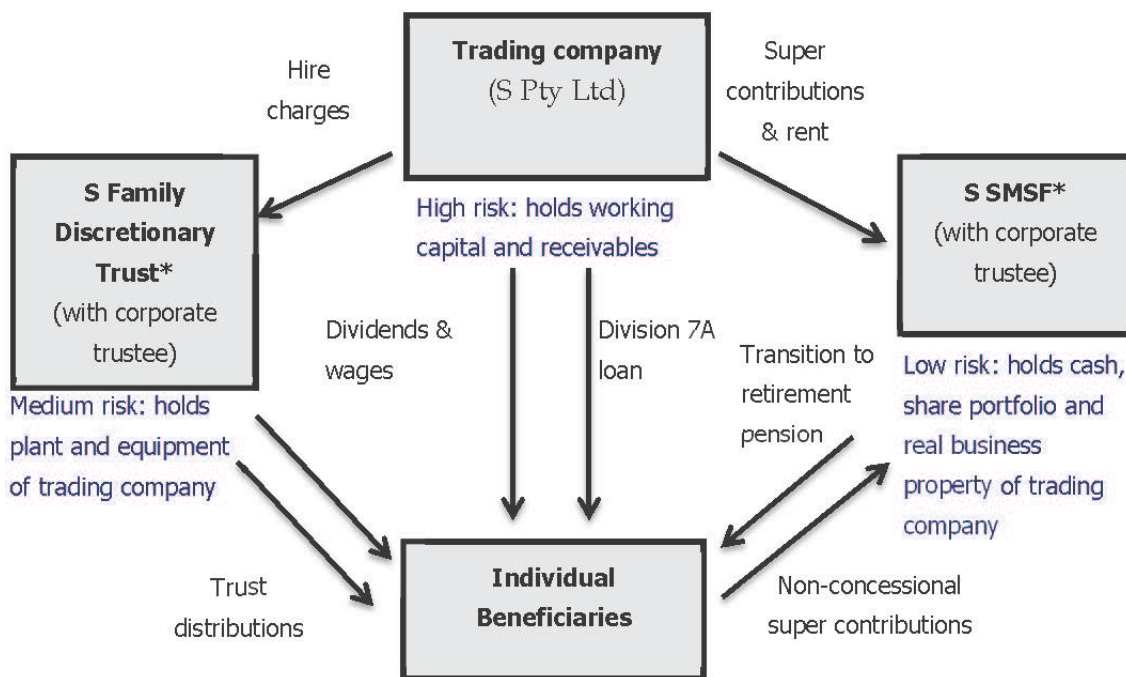 Trading company
(S Pty Ltd)
Hire
charges
Super
contributions
& rent
S Family
Discretionary
Trust*
(with corporate
trustee)
High risk: holds working
capital and receivables
S SMSF*
(with corporate
trustee)
Medium risk: holds
plant and equipment
of trading company
Dividends &
wages
Division 7A
loan
Transition to
retirement
pension
Low risk: holds cash,
share portfolio and
real business
property of trading
company
Trust
distributions
Individual
Beneficiaries
Non-concessional
super contributions